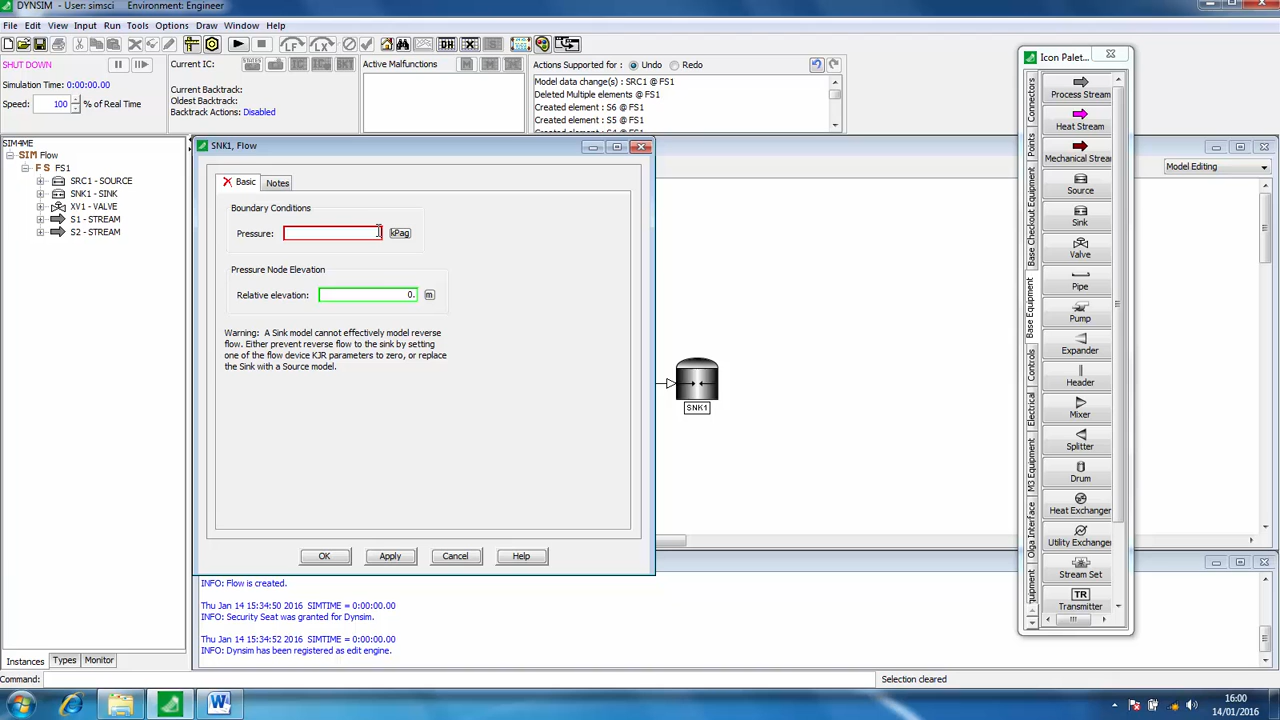 DYNSIM - User: simsci   Environment: Engineer
File Edit View Input Run Tools Options Draw Window Help
SHUT DOWN
Simulation Time: 0:00:00.00
Speed: 100 % of Real Time
Current IC:
Oldest Backtrack:
Current Backtrack:
Backtrack Actions: Disabled
Malfunctions
Actions Supported for : Undo Redo
Model data change(s) : SRC1 @ FS1
Deleted Multiple elements @ FS1
Created element : S6 @ FS1
Created element : S5 @ FS1
Created element : S4 @ FS1
SIM4ME
SIM Flow
FS FS1
SRC1 - SOURCE
SNK1 - SINK
XV1 - VALVE
S1 - STREAM
S2 - STREAM
Instances Types Monitor
SNK1, Flow
Basic Notes
Boundary Conditions
Pressure: kPag
Pressure Node Elevation
Relative elevation: 0. m
Warning: A Sink model cannot effectively model reverse
flow. Either prevent reverse flow to the sink by setting
one of the flow device KJR parameters to zero, or replace
the Sink with a Source model.
OK Apply Cancel Help
SNK1
Model Editing
Icon Palet...
Connectors
Points
Base Checkout Equipment
Base Equipment
Controls
Electrical
M3 Equipment
Olga Interface
Process Stream
Heat Stream
Mechanical Strea
Source
Sink
Valve
Pipe
Pump
Expander
Header
Mixer
Splitter
Drum
Heat Exchanger
Utility Exchanger
Stream Set
TR
Transmitter
INFO: Flow is created.
Thu Jan 14 15:34:50 2016 SIMTIME = 0:00:00.00
INFO: Security Seat was granted for Dynsim.
Thu Jan 14 15:34:52 2016 SIMTIME = 0:00:00.00
INFO: Dynsim has been registered as edit engine.
Command:
Selection cleared
16:00
14/01/2016